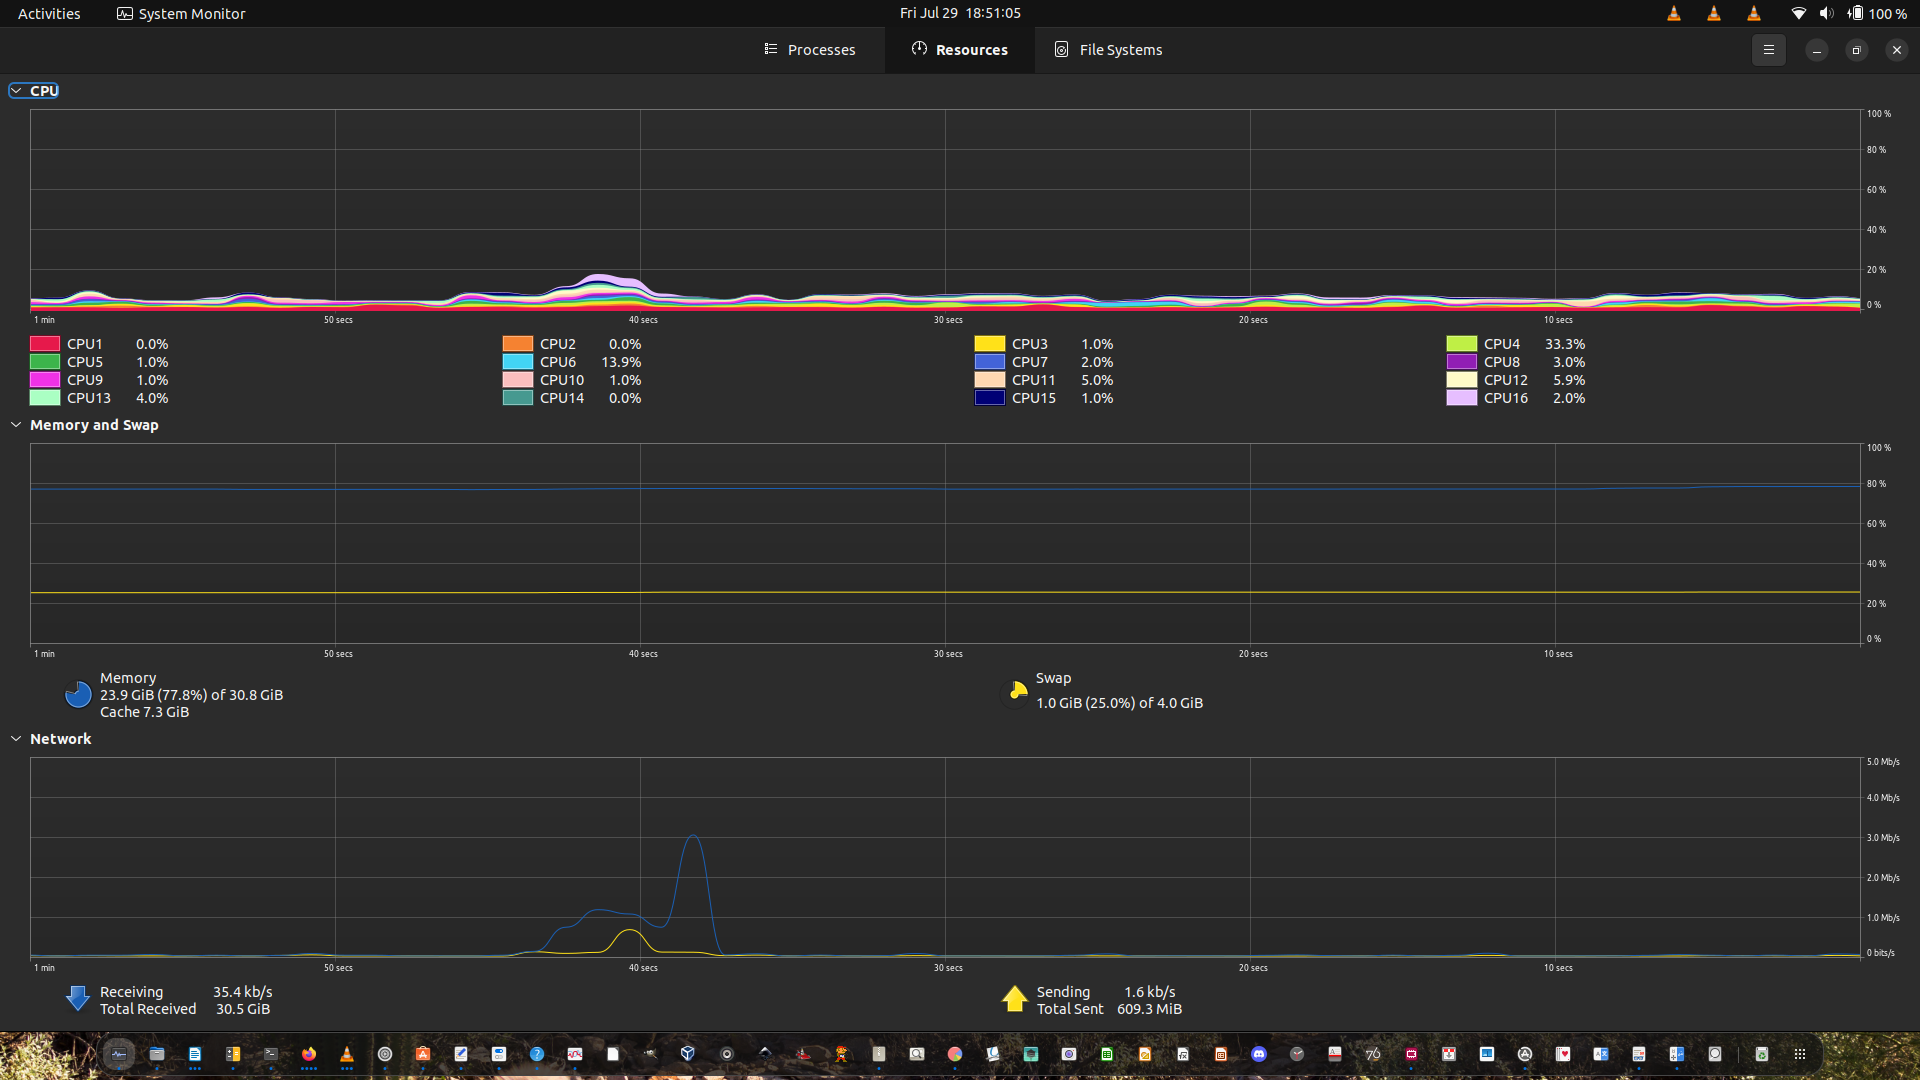 Activities System Monitor Fri Jul 29 18:51:05 100 %
Processes Resources File Systems
CPU
100 %
80 %
60 %
40 %
20 %
0 %
1 min 50 secs 40 secs 30 secs 20 secs 10 secs
CPU1 0.0% CPU2 0.0% CPU3 1.0% CPU4 33.3%
CPU5 1.0% CPU6 13.9% CPU7 2.0% CPU8 3.0%
CPU9 1.0% CPU10 1.0% CPU11 5.0% CPU12 5.9%
CPU13 4.0% CPU14 0.0% CPU15 1.0% CPU16 2.0%
Memory and Swap
100 %
80 %
60 %
40 %
20 %
0 %
1 min 50 secs 40 secs 30 secs 20 secs 10 secs
Memory
23.9 GiB (77.8%) of 30.8 GiB
Cache 7.3 GiB
Swap
1.0 GiB (25.0%) of 4.0 GiB
Network
5.0 Mb/s
4.0 Mb/s
3.0 Mb/s
2.0 Mb/s
1.0 Mb/s
0 bits/s
1 min 50 secs 40 secs 30 secs 20 secs 10 secs
Receiving 35.4 kb/s
Total Received 30.5 GiB
Sending 1.6 kb/s
Total Sent 609.3 MiB
76